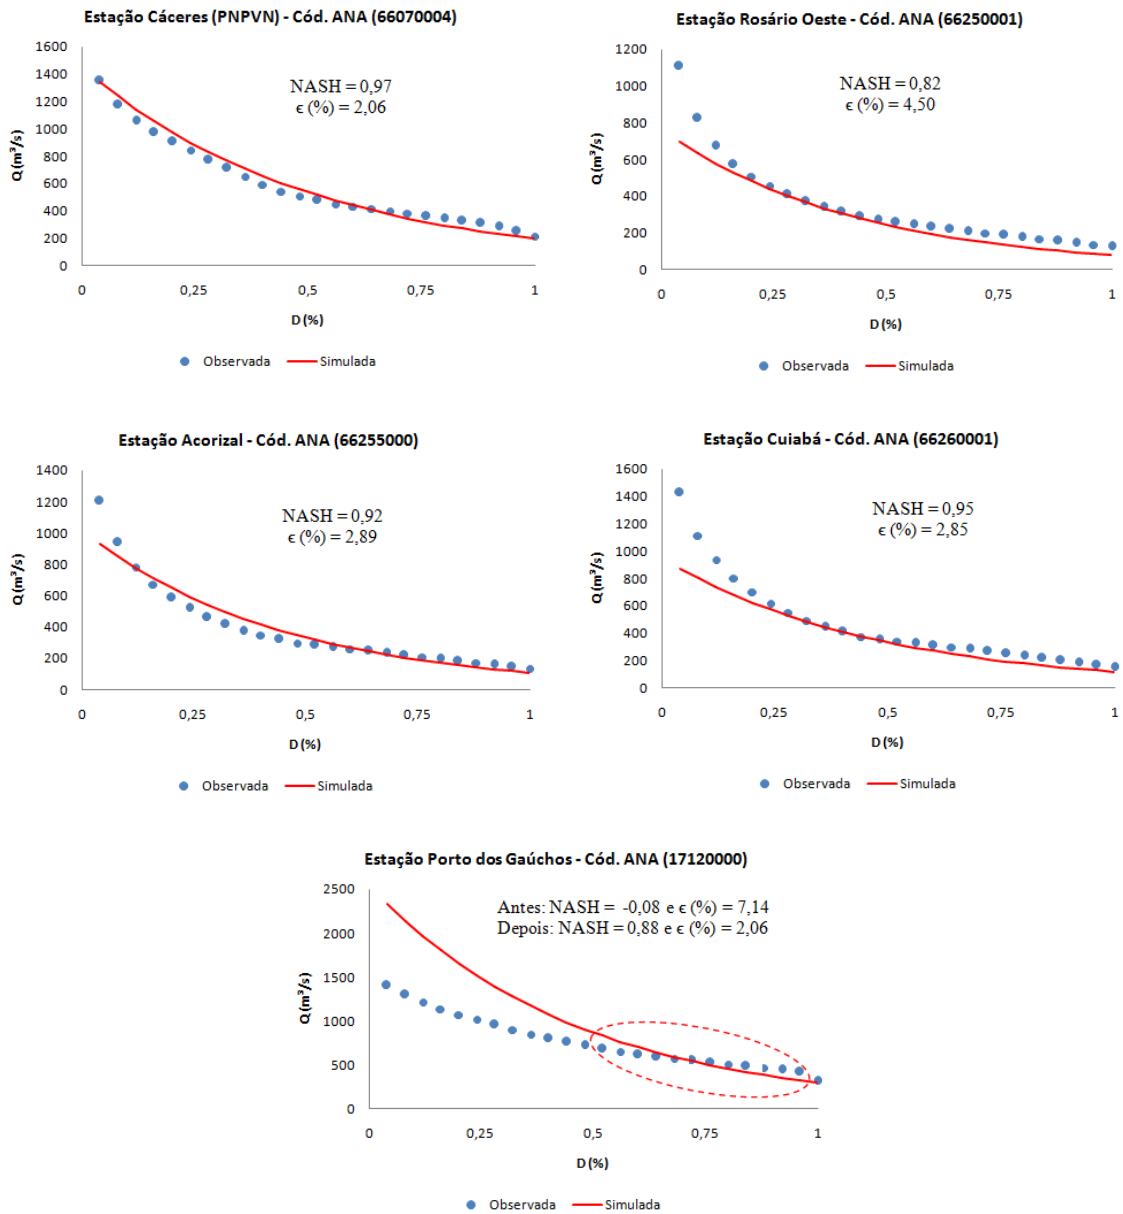 Estação Cáceres (PNPVN) - Cód. ANA (66070004)
1600
1400
1200
1000
800
600
400
200
0
Q (m³/s)
NASH = 0,97
ϵ (%) = 2,06
0
0,25
0,5
0,75
1
D (%)
Observada
Simulada
Estação Rosário Oeste - Cód. ANA (66250001)
1200
1000
800
600
400
200
0
Q (m³/s)
NASH = 0,82
ϵ (%) = 4,50
0
0,25
0,5
0,75
1
D (%)
Observada
Simulada
Estação Acorizal - Cód. ANA (66255000)
1400
1200
1000
800
600
400
200
0
Q (m³/s)
NASH = 0,92
ϵ (%) = 2,89
0
0,25
0,5
0,75
1
D (%)
Observada
Simulada
Estação Cuiabá - Cód. ANA (66260001)
1600
1400
1200
1000
800
600
400
200
0
Q (m³/s)
NASH = 0,95
ϵ (%) = 2,85
0
0,25
0,5
0,75
1
D (%)
Observada
Simulada
Estação Porto dos Gaúchos - Cód. ANA (17120000)
2500
2000
1500
1000
500
0
Q (m³/s)
Antes: NASH = -0,08 e ϵ (%) = 7,14
Depois: NASH = 0,88 e ϵ (%) = 2,06
0
0,25
0,5
0,75
1
D (%)
Observada
Simulada